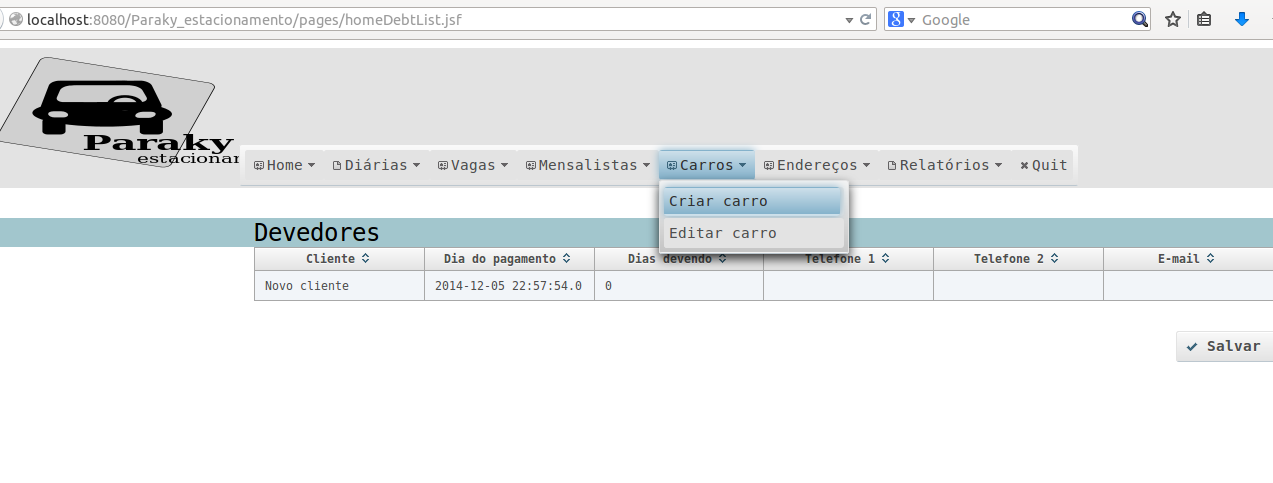 localhost:8080/Paraky_estacionamento/pages/homeDebtList.jsf
Google
Paraky
estacionar
Home Diárias Vagas Mensalistas Carros Endereços Relatórios Quit
Criar carro
Editar carro
Devedores
Cliente Dia do pagamento Dias devendo Telefone 1 Telefone 2 E-mail
Novo cliente 2014-12-05 22:57:54.0 0
Salvar